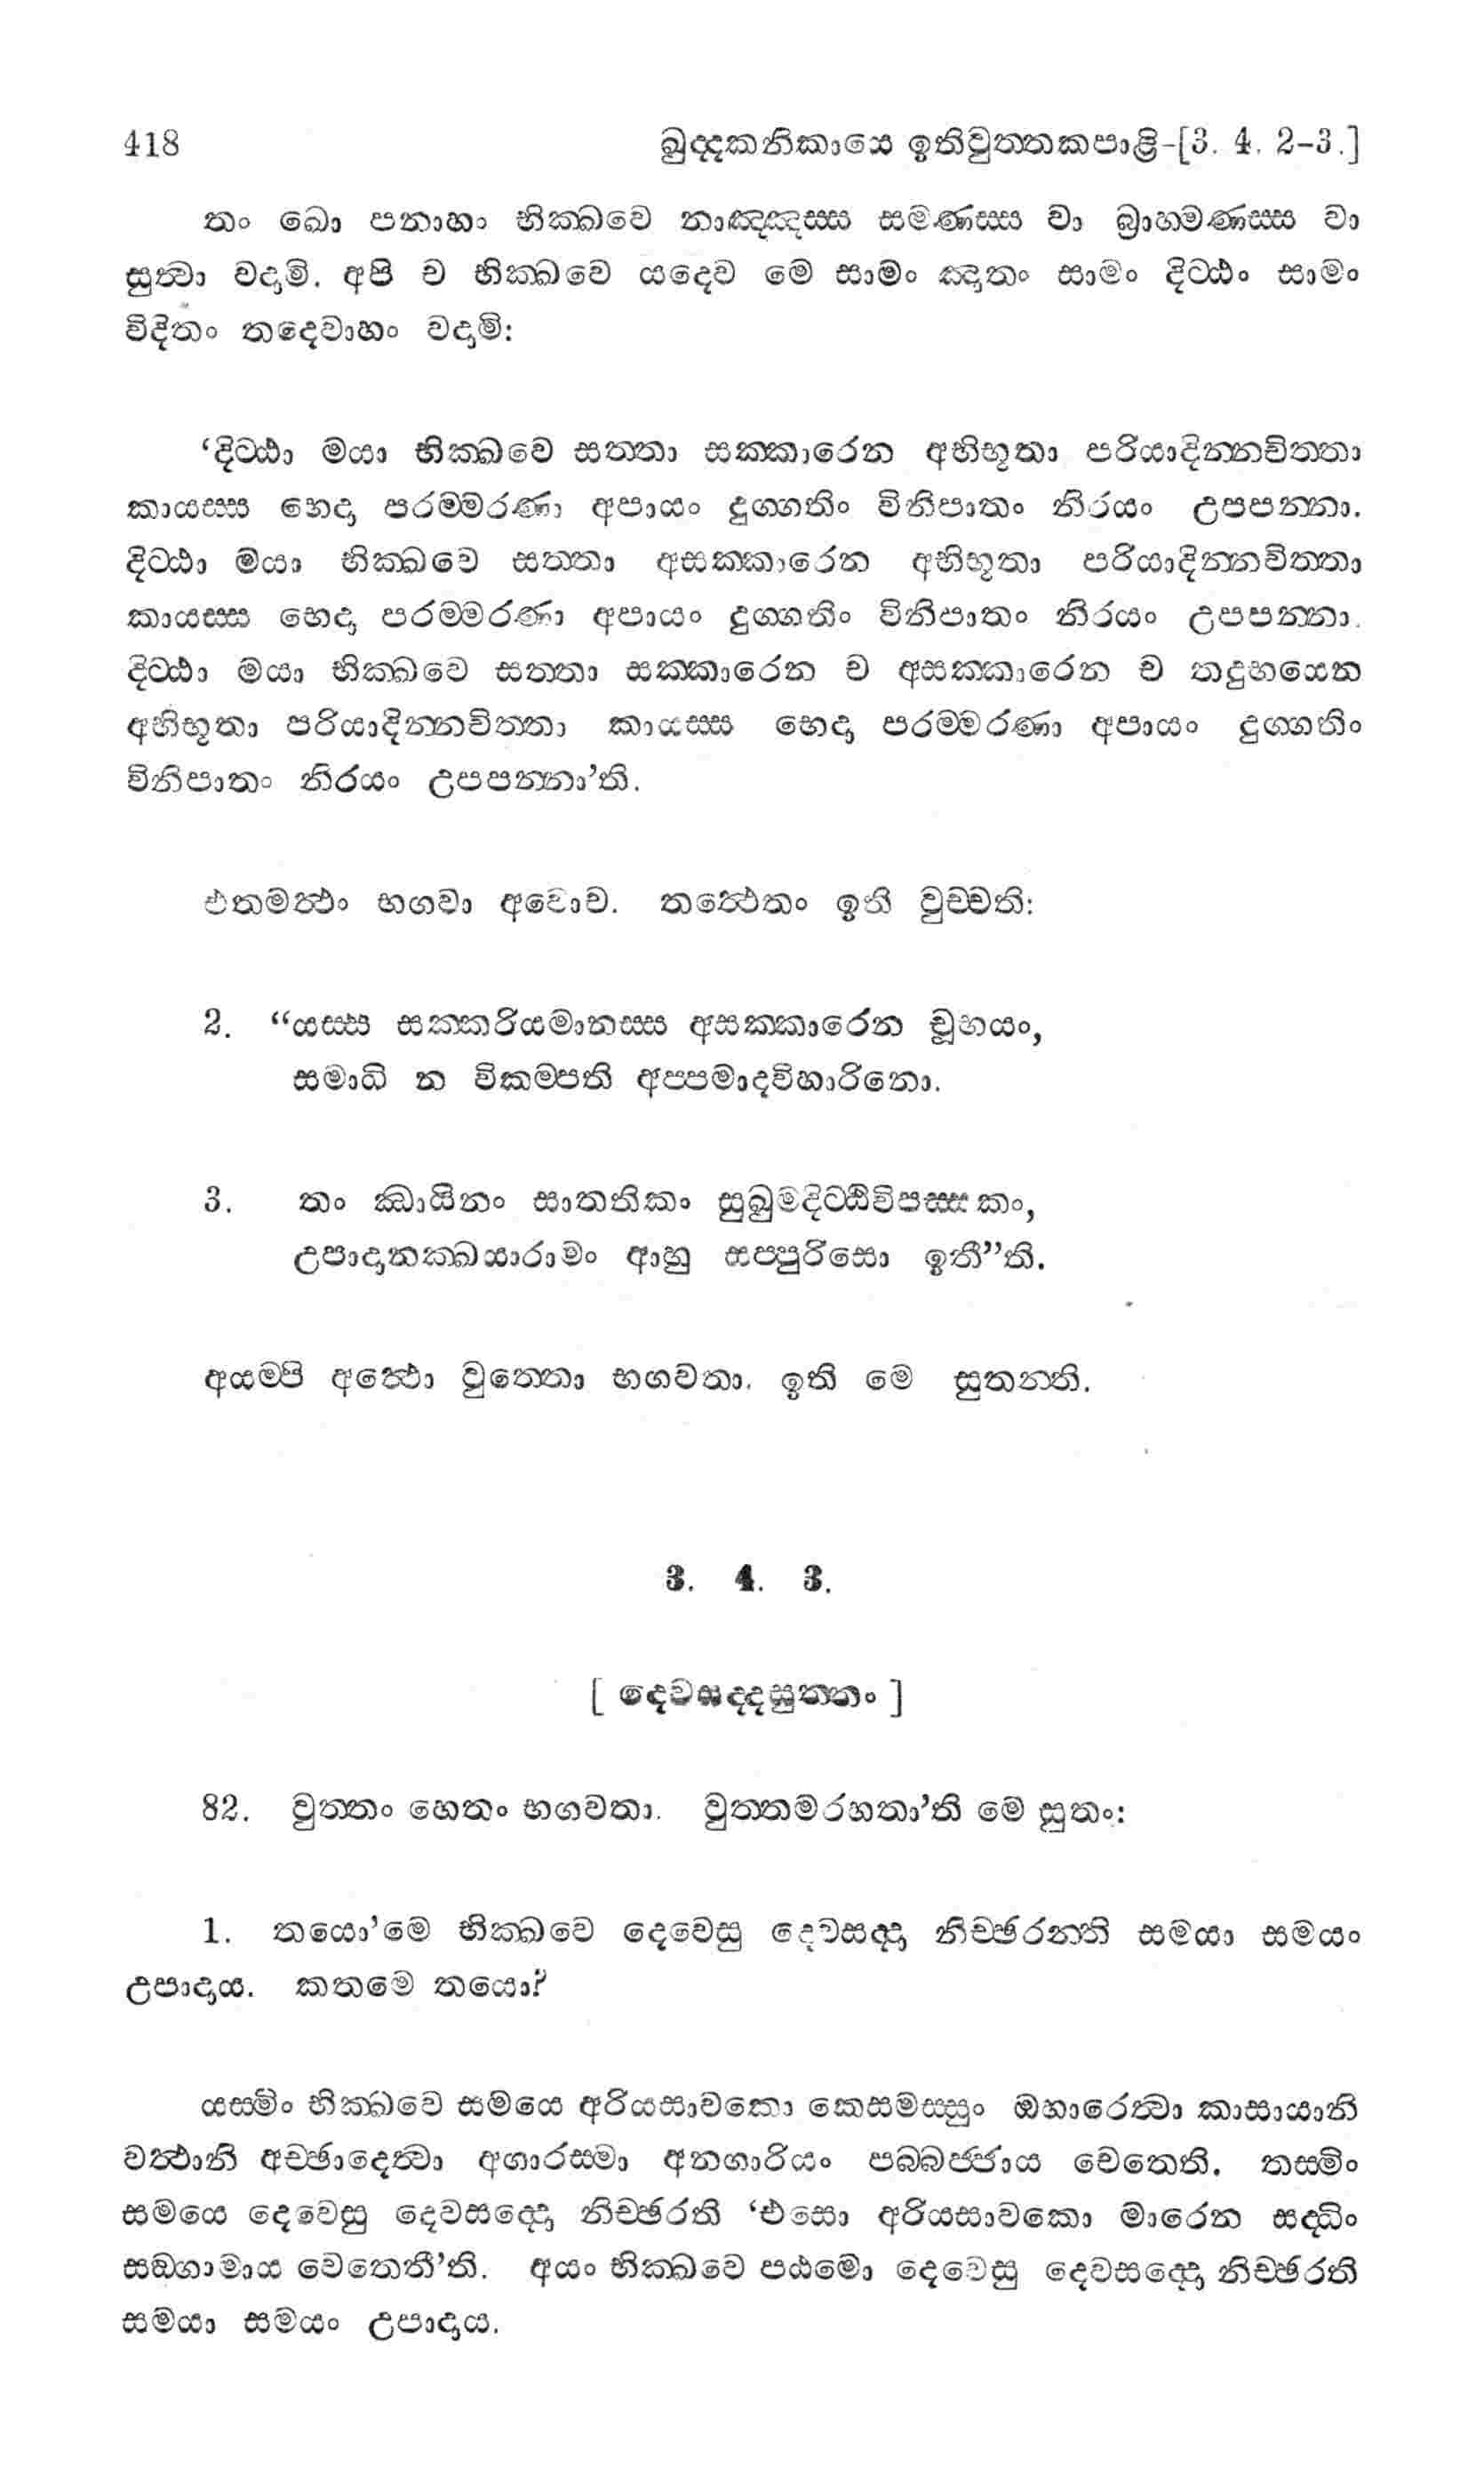 418 ඛුද්දකනිකායෙ ඉතිවුත්තකපාළි-[3. 4. 2-3.]
තං ඛො පනාහං භික්ඛවෙ නාඤ්ඤස්ස සමණස්ස වා බ්‍රාහ්මණස්ස වා
සුත්වා වදාමි. අපි ච භික්ඛවෙ යදෙව මෙ සාමං ඤාතං සාමං දිට්ඨං සාමං
විදිතං තදෙවාහං වදාමි:
‘දිට්ඨා මයා භික්ඛවෙ සත්තා සක්කාරෙන අභිභූතා පරියාදින්නචිත්තා
කායස්ස භෙදා පරම්මරණා අපායං දුග්ගතිං විනිපාතං නිරයං උපපන්නා.
දිට්ඨා මයා භික්ඛවෙ සත්තා අසක්කාරෙන අභිභූතා පරියාදින්නචිත්තා
කායස්ස භෙදා පරම්මරණා අපායං දුග්ගතිං විනිපාතං නිරයං උපපන්නා.
දිට්ඨා මයා භික්ඛවෙ සත්තා සක්කාරෙන ච අසක්කාරෙන ච තදුභයෙන
අභිභූතා පරියාදින්නචිත්තා කායස්ස භෙදා පරම්මරණා අපායං දුග්ගතිං
විනිපාතං නිරයං උපපන්නා’ති.
එතමත්ථං භගවා අවොච. තත්ථෙතං ඉති වුච්චති:
2. “යස්ස සක්කරියමානස්ස අසක්කාරෙන චූභයං,
සමාධි න විකම්පති අප්පමාදවිහාරිනො.
3. තං ඣායිනං සාතතිකං සුඛුමදිට්ඨිවිපස්සකං,
උපාදානක්ඛයාරාමං ආහු සප්පුරිසො ඉතී”ති.
අයම්පි අත්ථො වුත්තො භගවතා. ඉති මෙ සුතන්ති.
3. 4. 3.
[ දෙවසද්දසුත්තං ]
82. වුත්තං හෙතං භගවතා. වුත්තමරහතා’ති මෙ සුතං:
1. තයො’මෙ භික්ඛවෙ දෙවෙසු දෙවසද්දා නිච්ඡරන්ති සමයා සමයං
උපාදාය. කතමෙ තයො?
යස්මිං භික්ඛවෙ සමයෙ අරියසාවකො කෙසමස්සුං ඔහාරෙත්වා කාසායානි
වත්ථානි අච්ඡාදෙත්වා අගාරස්මා අනගාරියං පබ්බජ්ජාය චෙතෙති. තස්මිං
සමයෙ දෙවෙසු දෙවසද්දො නිච්ඡරති ‘එසො අරියසාවකො මාරෙන සද්ධිං
සඞ්ගාමාය චෙතෙතී’ති. අයං භික්ඛවෙ පඨමො දෙවෙසු දෙවසද්දො නිච්ඡරති
සමයා සමයං උපාදාය.